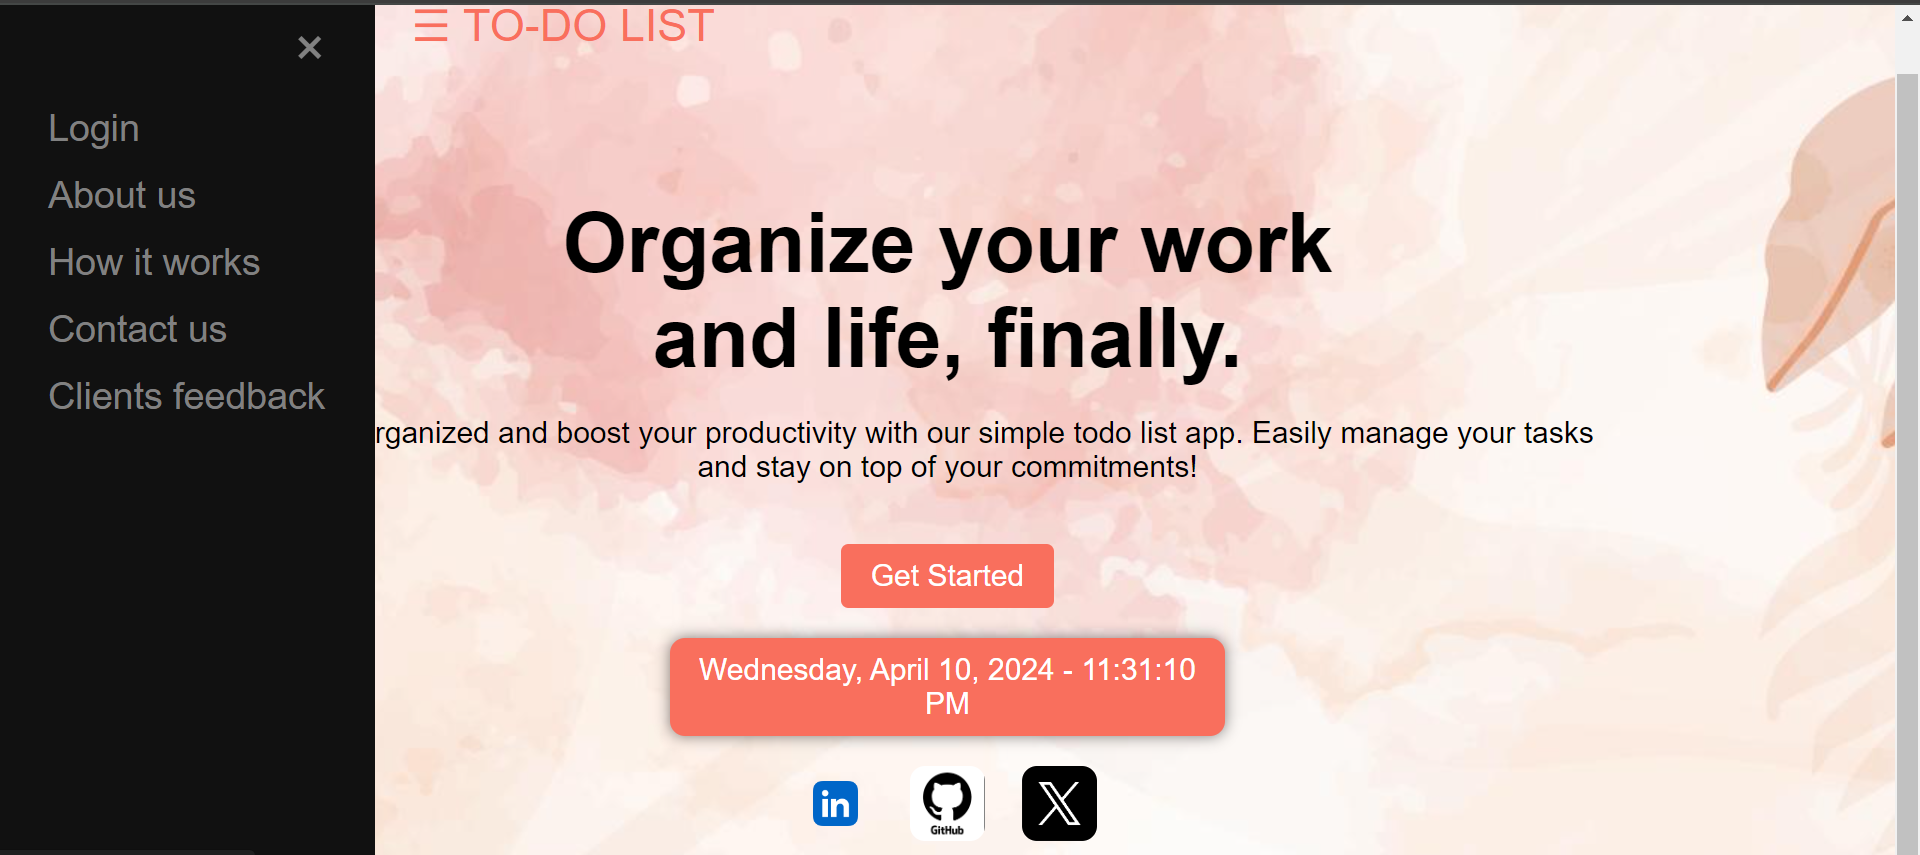 ☰ TO-DO LIST
×
Login
About us
How it works
Contact us
Clients feedback
Organize your work
and life, finally.
rganized and boost your productivity with our simple todo list app. Easily manage your tasks
and stay on top of your commitments!
Get Started
Wednesday, April 10, 2024 - 11:31:10
PM
in
GitHub
X